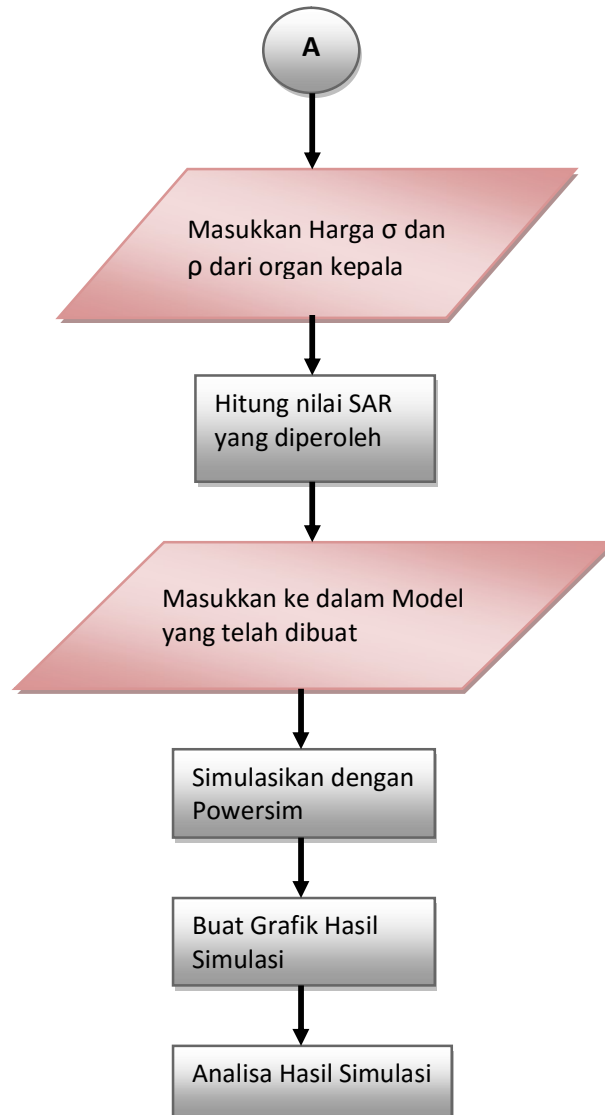 A
Masukkan Harga σ dan
ρ dari organ kepala
Hitung nilai SAR
yang diperoleh
Masukkan ke dalam Model
yang telah dibuat
Simulasikan dengan
Powersim
Buat Grafik Hasil
Simulasi
Analisa Hasil Simulasi